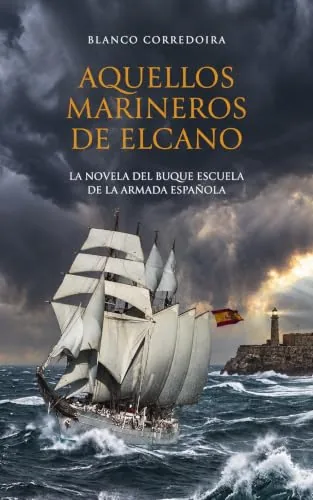 BLANCO CORREDOIRA
AQUELLOS
MARINEROS
DE ELCANO
LA NOVELA DEL BUQUE ESCUELA
DE LA ARMADA ESPAÑOLA